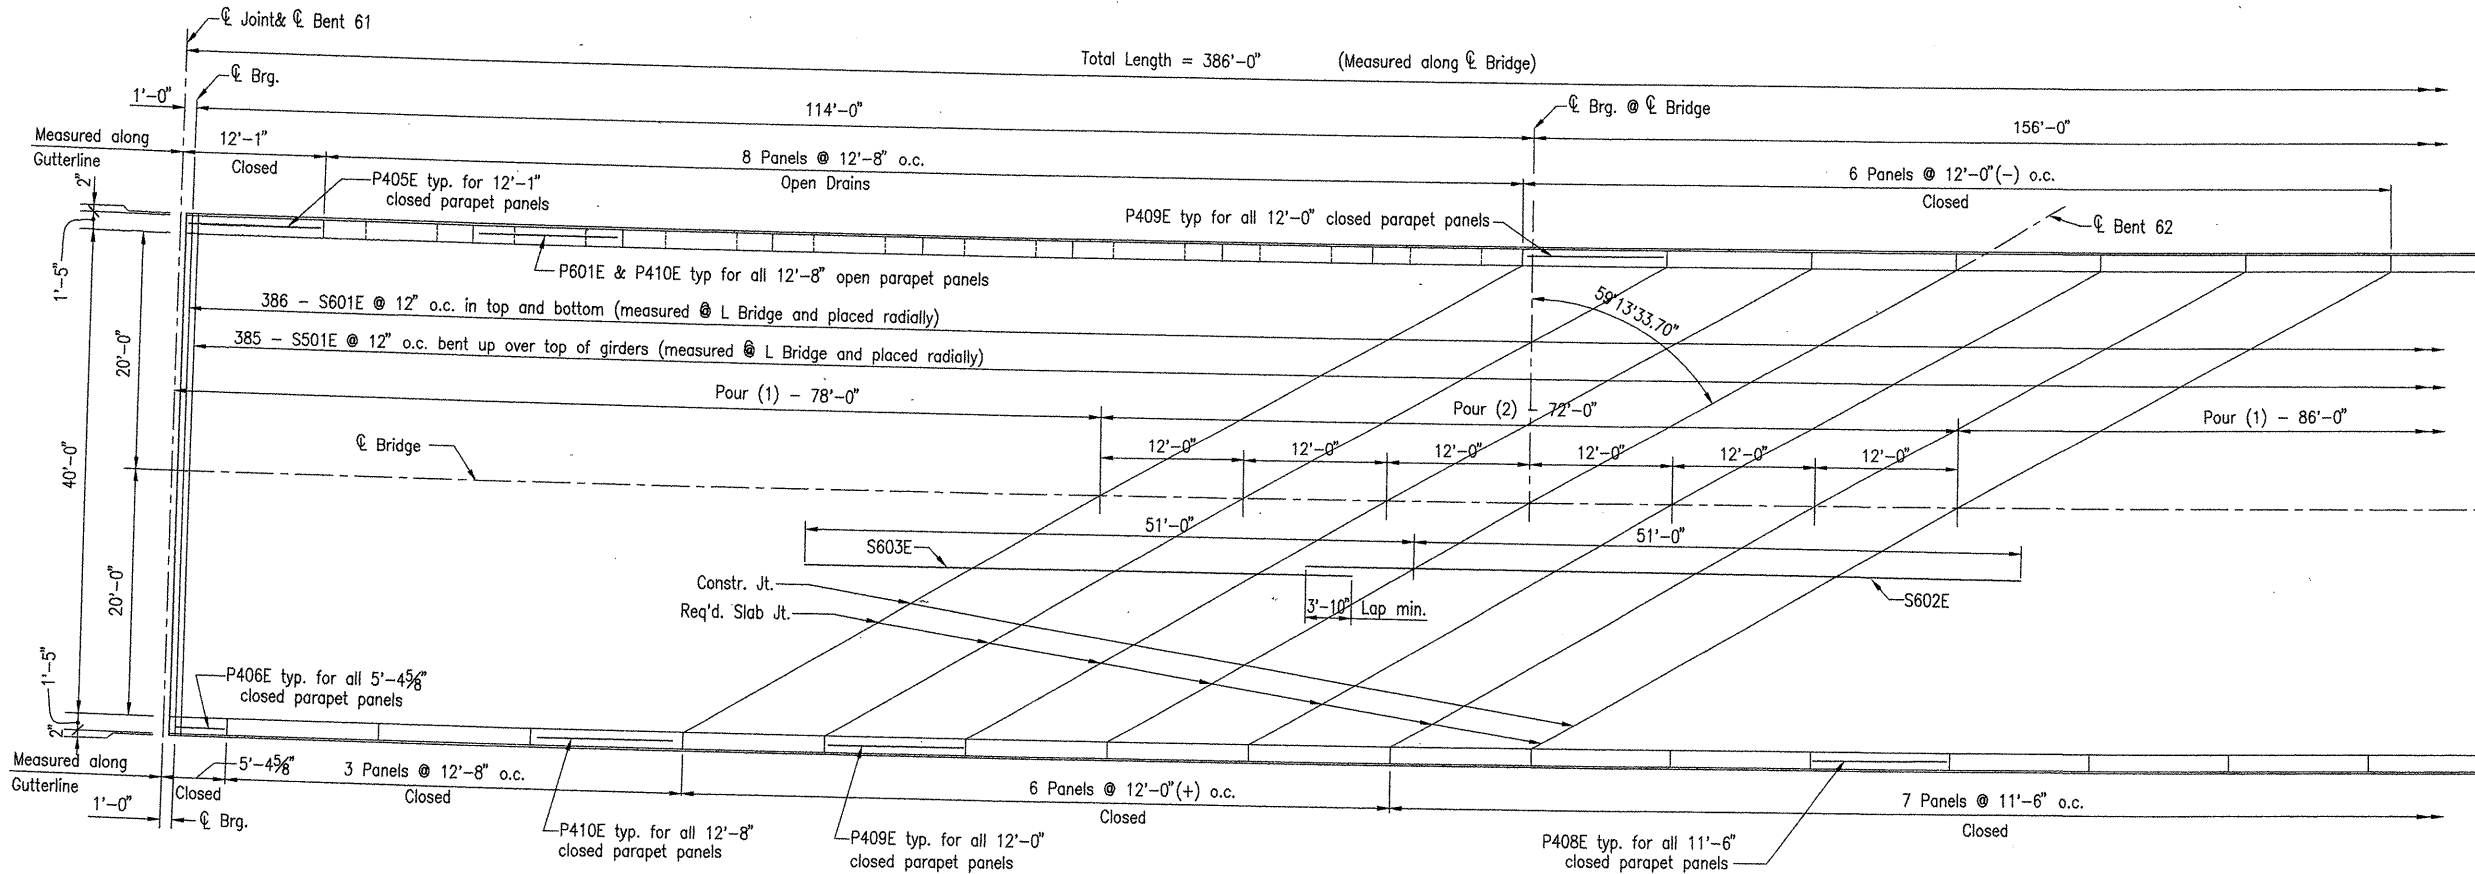 ℄ Joint& ℄ Bent 61
Total Length = 386'-0" (Measured along ℄ Bridge)
℄ Brg.
1'-0"
114'-0"
℄ Brg. @ ℄ Bridge
156'-0"
Measured along
Gutterline
12'-1"
Closed
8 Panels @ 12'-8" o.c.
Open Drains
6 Panels @ 12'-0"(-) o.c.
Closed
2"
P405E typ. for 12'-1"
closed parapet panels
P409E typ for all 12'-0" closed parapet panels
℄ Bent 62
1'-5"
P601E & P410E typ for all 12'-8" open parapet panels
386 - S601E @ 12" o.c. in top and bottom (measured @ L Bridge and placed radially)
59°13'33.70"
385 - S501E @ 12" o.c. bent up over top of girders (measured @ L Bridge and placed radially)
20'-0"
Pour (1) - 78'-0"
Pour (2) - 72'-0"
Pour (1) - 86'-0"
℄ Bridge
12'-0"
12'-0"
12'-0"
12'-0"
12'-0"
12'-0"
40'-0"
51'-0"
51'-0"
S603E
Constr. Jt.
Req'd. Slab Jt.
3'-10" Lap min.
S602E
20'-0"
1'-5"
P406E typ. for all 5'-4⅝"
closed parapet panels
2"
Measured along
Gutterline
5'-4⅝"
Closed
3 Panels @ 12'-8" o.c.
Closed
6 Panels @ 12'-0"(+) o.c.
Closed
7 Panels @ 11'-6" o.c.
Closed
1'-0"
℄ Brg.
P410E typ. for all 12'-8"
closed parapet panels
P409E typ. for all 12'-0"
closed parapet panels
P408E typ. for all 11'-6"
closed parapet panels